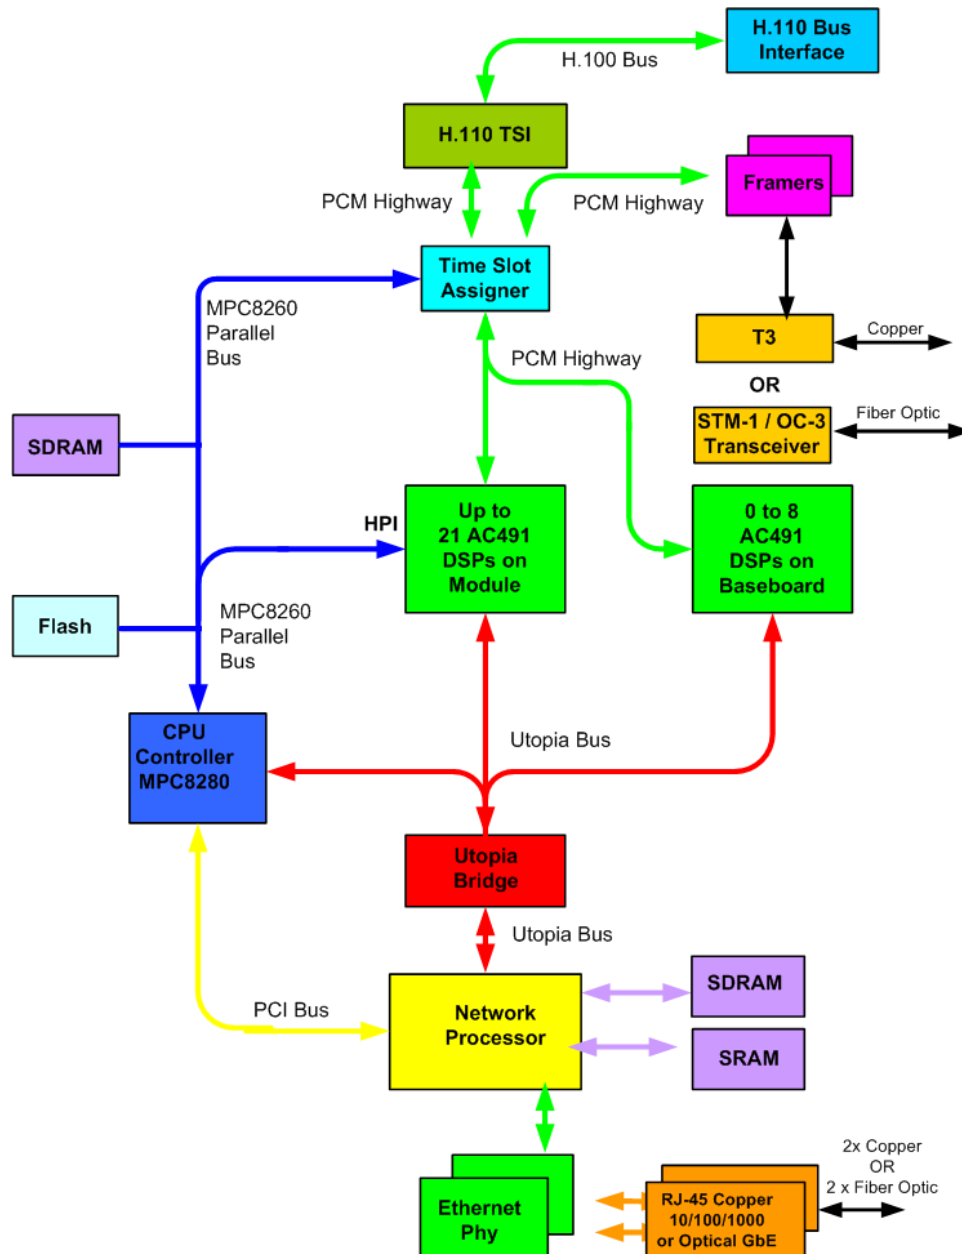 H.110 Bus
Interface
H.100 Bus
H.110 TSI
PCM Highway
PCM Highway
Framers
Time Slot
Assigner
MPC8260
Parallel
Bus
PCM Highway
T3
Copper
OR
STM-1 / OC-3
Transceiver
Fiber Optic
SDRAM
HPI
Up to
21 AC491
DSPs on
Module
0 to 8
AC491
DSPs on
Baseboard
Flash
MPC8260
Parallel
Bus
CPU
Controller
MPC8280
Utopia Bus
Utopia
Bridge
Utopia Bus
PCI Bus
Network
Processor
SDRAM
SRAM
Ethernet
Phy
RJ-45 Copper
10/100/1000
or Optical GbE
2x Copper
OR
2 x Fiber Optic